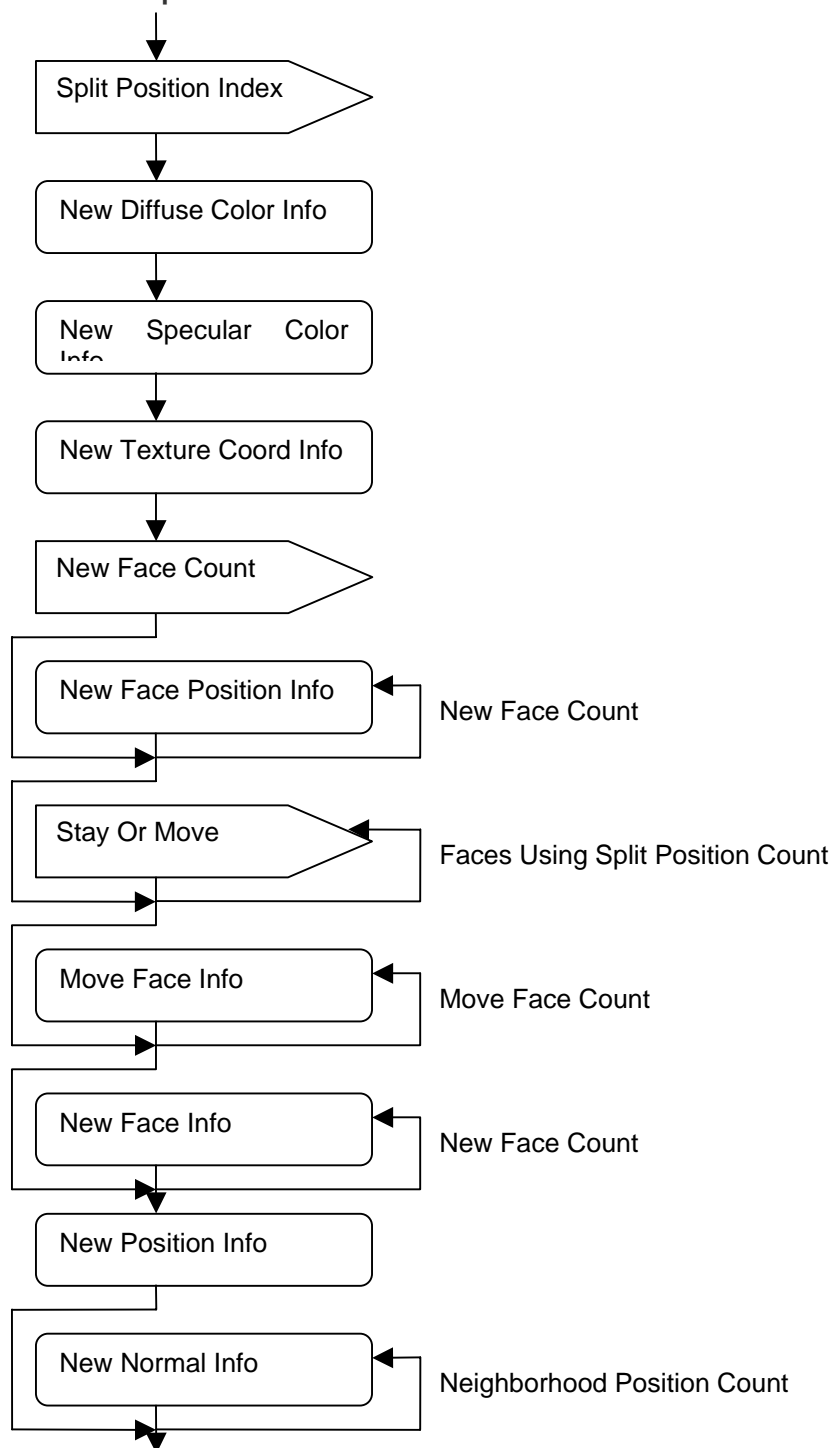 Split Position Index
New Diffuse Color Info
New Specular Color
Info
New Texture Coord Info
New Face Count
New Face Position Info
New Face Count
Stay Or Move
Faces Using Split Position Count
Move Face Info
Move Face Count
New Face Info
New Face Count
New Position Info
New Normal Info
Neighborhood Position Count